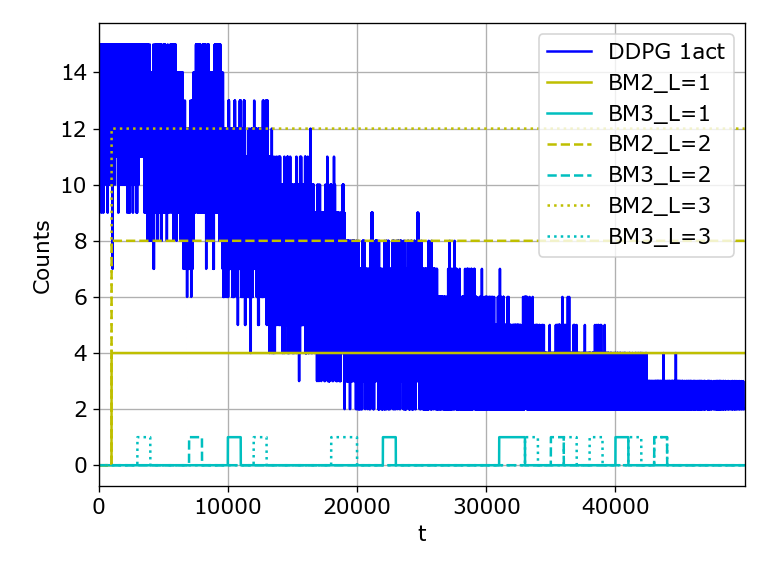 14
12
10
8
6
4
2
0
Counts
0
10000
20000
30000
40000
t
DDPG 1act
BM2_L=1
BM3_L=1
BM2_L=2
BM3_L=2
BM2_L=3
BM3_L=3